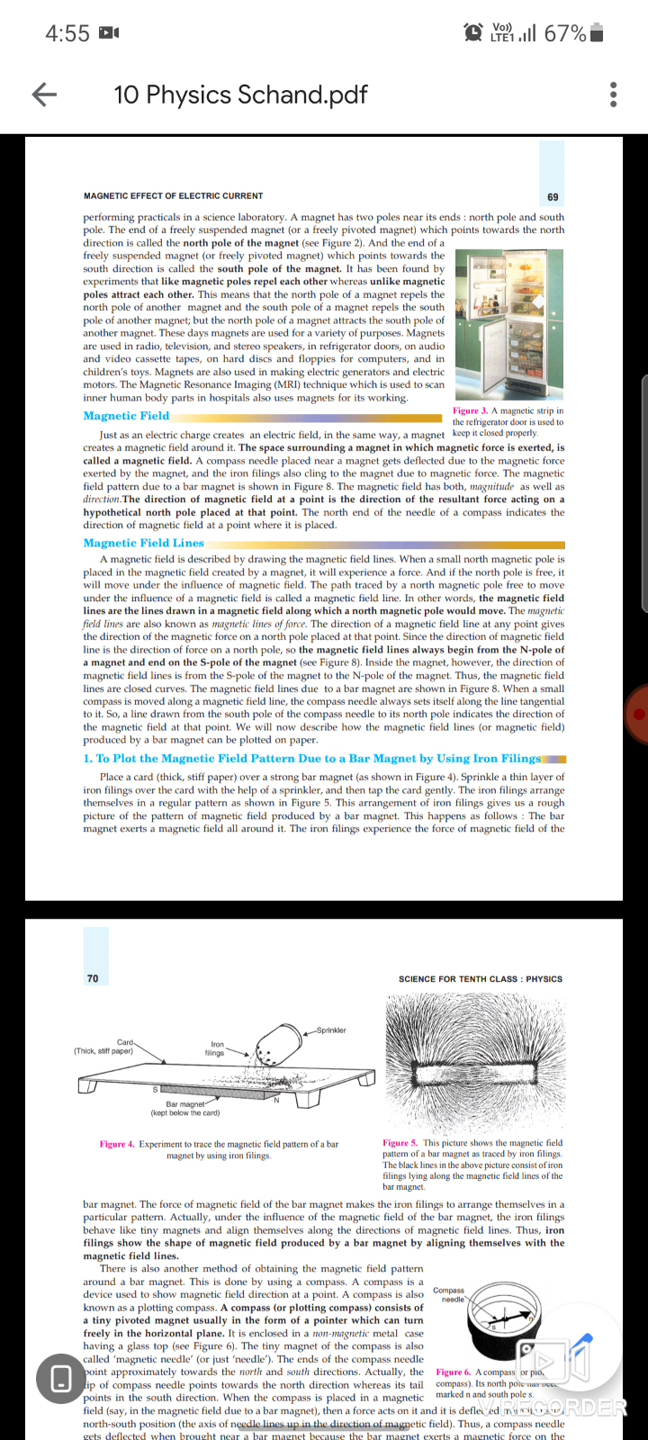 4:55
Vo))
LTE1
67%
10 Physics Schand.pdf
MAGNETIC EFFECT OF ELECTRIC CURRENT
69
performing practicals in a science laboratory. A magnet has two poles near its ends : north pole and south
pole. The end of a freely suspended magnet (or a freely pivoted magnet) which points towards the north
direction is called the north pole of the magnet (see Figure 2). And the end of a
freely suspended magnet (or freely pivoted magnet) which points towards the
south direction is called the south pole of the magnet. It has been found by
experiments that like magnetic poles repel each other whereas unlike magnetic
poles attract each other. This means that the north pole of a magnet repels the
north pole of another magnet and the south pole of a magnet repels the south
pole of another magnet; but the north pole of a magnet attracts the south pole of
another magnet. These days magnets are used for a variety of purposes. Magnets
are used in radio, television, and stereo speakers, in refrigerator doors, on audio
and video cassette tapes, on hard discs and floppies for computers, and in
children's toys. Magnets are also used in making electric generators and electric
motors. The Magnetic Resonance Imaging (MRI) technique which is used to scan
inner human body parts in hospitals also uses magnets for its working.
Figure 3. A magnetic strip in
the refrigerator door is used to
keep it closed properly.
Magnetic Field
Just as an electric charge creates an electric field, in the same way, a magnet
creates a magnetic field around it. The space surrounding a magnet in which magnetic force is exerted, is
called a magnetic field. A compass needle placed near a magnet gets deflected due to the magnetic force
exerted by the magnet, and the iron filings also cling to the magnet due to magnetic force. The magnetic
field pattern due to a bar magnet is shown in Figure 8. The magnetic field has both, magnitude as well as
direction.The direction of magnetic field at a point is the direction of the resultant force acting on a
hypothetical north pole placed at that point. The north end of the needle of a compass indicates the
direction of magnetic field at a point where it is placed.
Magnetic Field Lines
A magnetic field is described by drawing the magnetic field lines. When a small north magnetic pole is
placed in the magnetic field created by a magnet, it will experience a force. And if the north pole is free, it
will move under the influence of magnetic field. The path traced by a north magnetic pole free to move
under the influence of a magnetic field is called a magnetic field line. In other words, the magnetic field
lines are the lines drawn in a magnetic field along which a north magnetic pole would move. The magnetic
field lines are also known as magnetic lines of force. The direction of a magnetic field line at any point gives
the direction of the magnetic force on a north pole placed at that point. Since the direction of magnetic field
line is the direction of force on a north pole, so the magnetic field lines always begin from the N-pole of
a magnet and end on the S-pole of the magnet (see Figure 8). Inside the magnet, however, the direction of
magnetic field lines is from the S-pole of the magnet to the N-pole of the magnet. Thus, the magnetic field
lines are closed curves. The magnetic field lines due to a bar magnet are shown in Figure 8. When a small
compass is moved along a magnetic field line, the compass needle always sets itself along the line tangential
to it. So, a line drawn from the south pole of the compass needle to its north pole indicates the direction of
the magnetic field at that point. We will now describe how the magnetic field lines (or magnetic field)
produced by a bar magnet can be plotted on paper.
1. To Plot the Magnetic Field Pattern Due to a Bar Magnet by Using Iron Filings
Place a card (thick, stiff paper) over a strong bar magnet (as shown in Figure 4). Sprinkle a thin layer of
iron filings over the card with the help of a sprinkler, and then tap the card gently. The iron filings arrange
themselves in a regular pattern as shown in Figure 5. This arrangement of iron filings gives us a rough
picture of the pattern of magnetic field produced by a bar magnet. This happens as follows : The bar
magnet exerts a magnetic field all around it. The iron filings experience the force of magnetic field of the
70
SCIENCE FOR TENTH CLASS : PHYSICS
Sprinkler
Card
(Thick, stiff paper)
Iron
filings
S
N
Bar magnet
(kept below the card)
Figure 4. Experiment to trace the magnetic field pattern of a bar
magnet by using iron filings.
Figure 5. This picture shows the magnetic field
pattern of a bar magnet as traced by iron filings.
The black lines in the above picture consist of iron
filings lying along the magnetic field lines of the
bar magnet.
bar magnet. The force of magnetic field of the bar magnet makes the iron filings to arrange themselves in a
particular pattern. Actually, under the influence of the magnetic field of the bar magnet, the iron filings
behave like tiny magnets and align themselves along the directions of magnetic field lines. Thus, iron
filings show the shape of magnetic field produced by a bar magnet by aligning themselves with the
magnetic field lines.
There is also another method of obtaining the magnetic field pattern
around a bar magnet. This is done by using a compass. A compass is a
device used to show magnetic field direction at a point. A compass is also
known as a plotting compass. A compass (or plotting compass) consists of
a tiny pivoted magnet usually in the form of a pointer which can turn
freely in the horizontal plane. It is enclosed in a non-magnetic metal case
having a glass top (see Figure 6). The tiny magnet of the compass is also
called 'magnetic needle' (or just 'needle'). The ends of the compass needle
point approximately towards the north and south directions. Actually, the
tip of compass needle points towards the north direction whereas its tail
points in the south direction. When the compass is placed in a magnetic
Compass
needle
Figure 6. A compass (or
compass). Its north pole has been
marked n and south pole s.
field (say, in the magnetic field due to a bar magnet), then a force acts on it and it is deflected from its usual
north-south position (the axis of needle lines up in the direction of magnetic field). Thus, a compass needle
gets deflected when brought near a bar magnet because the bar magnet exerts a magnetic force on the
V RECORDER